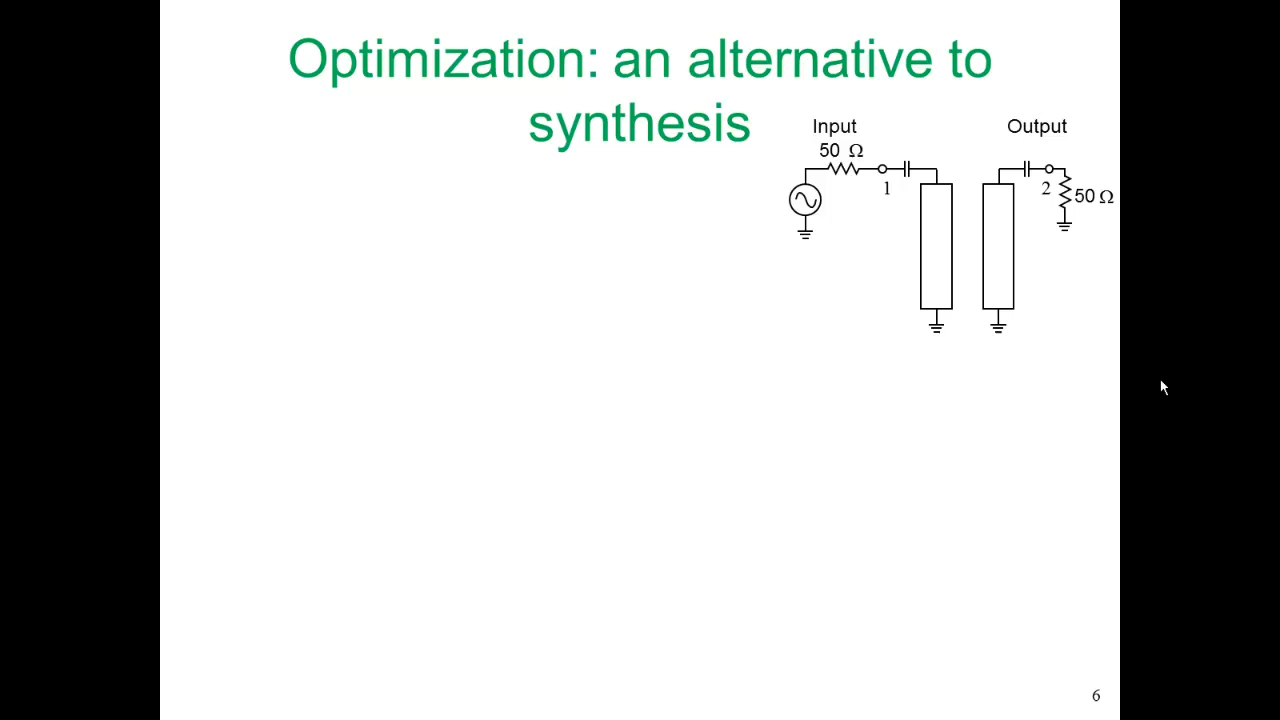 Optimization: an alternative to
synthesis
Input
Output
50 Ω
1
2
50 Ω
6